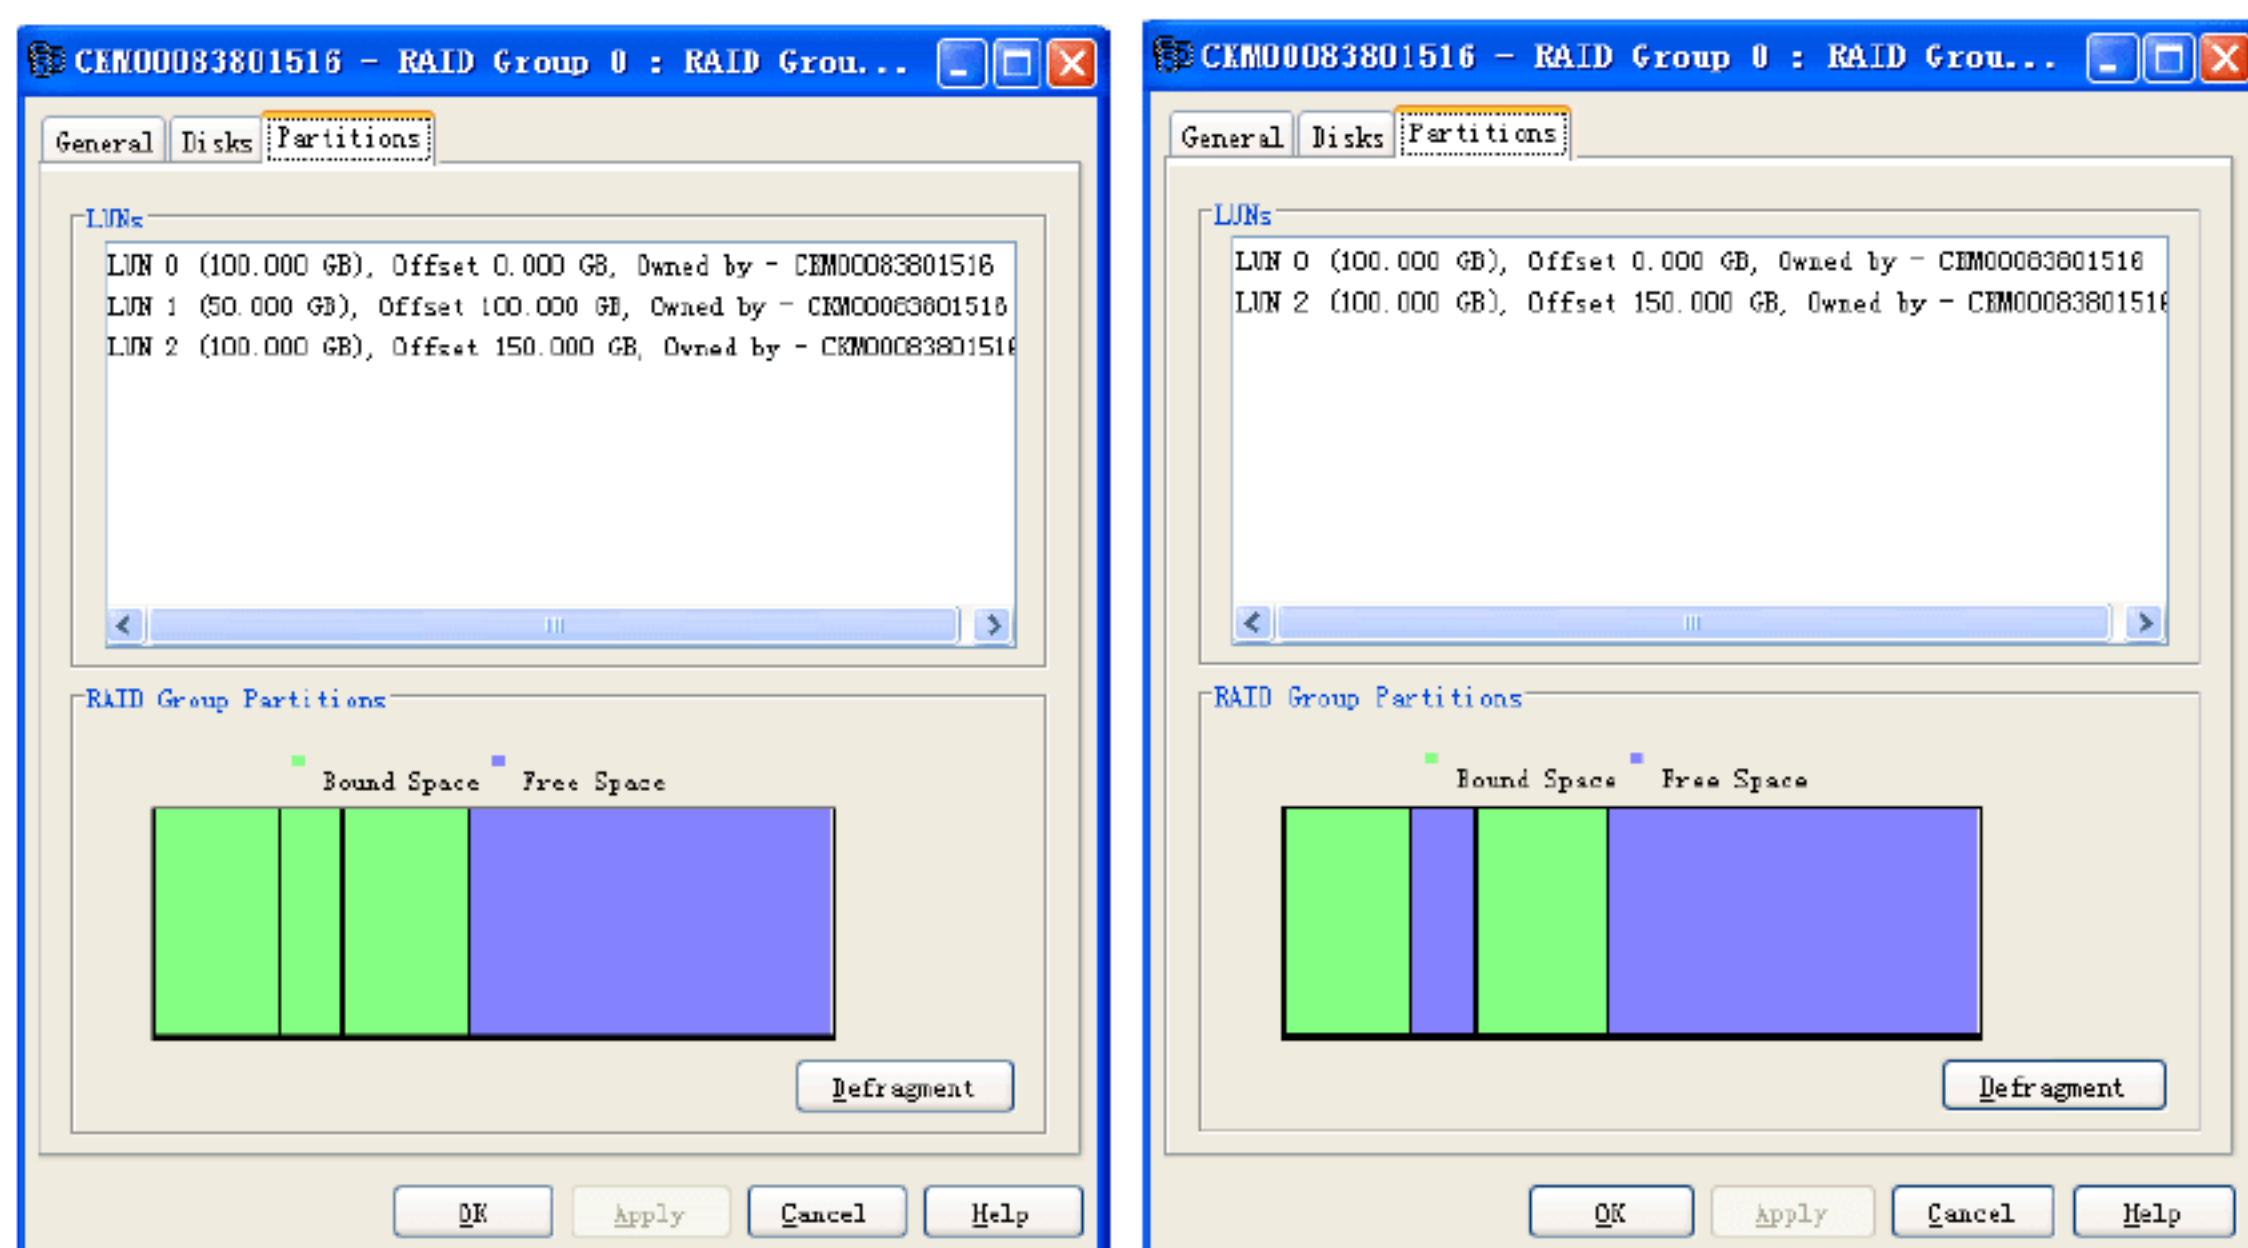 CKM00083801516 - RAID Group 0 : RAID Grou...
General Disks Partitions
LUNs
LUN 0 (100.000 GB), Offset 0.000 GB, Owned by - CKM00083801516
LUN 1 (50.000 GB), Offset 100.000 GB, Owned by - CKM00083801516
LUN 2 (100.000 GB), Offset 150.000 GB, Owned by - CKM00083801516
RAID Group Partitions
Bound Space Free Space
Defragment
OK Apply Cancel Help
CKM00083801516 - RAID Group 0 : RAID Grou...
General Disks Partitions
LUNs
LUN 0 (100.000 GB), Offset 0.000 GB, Owned by - CKM00083801516
LUN 2 (100.000 GB), Offset 150.000 GB, Owned by - CKM00083801516
RAID Group Partitions
Bound Space Free Space
Defragment
OK Apply Cancel Help